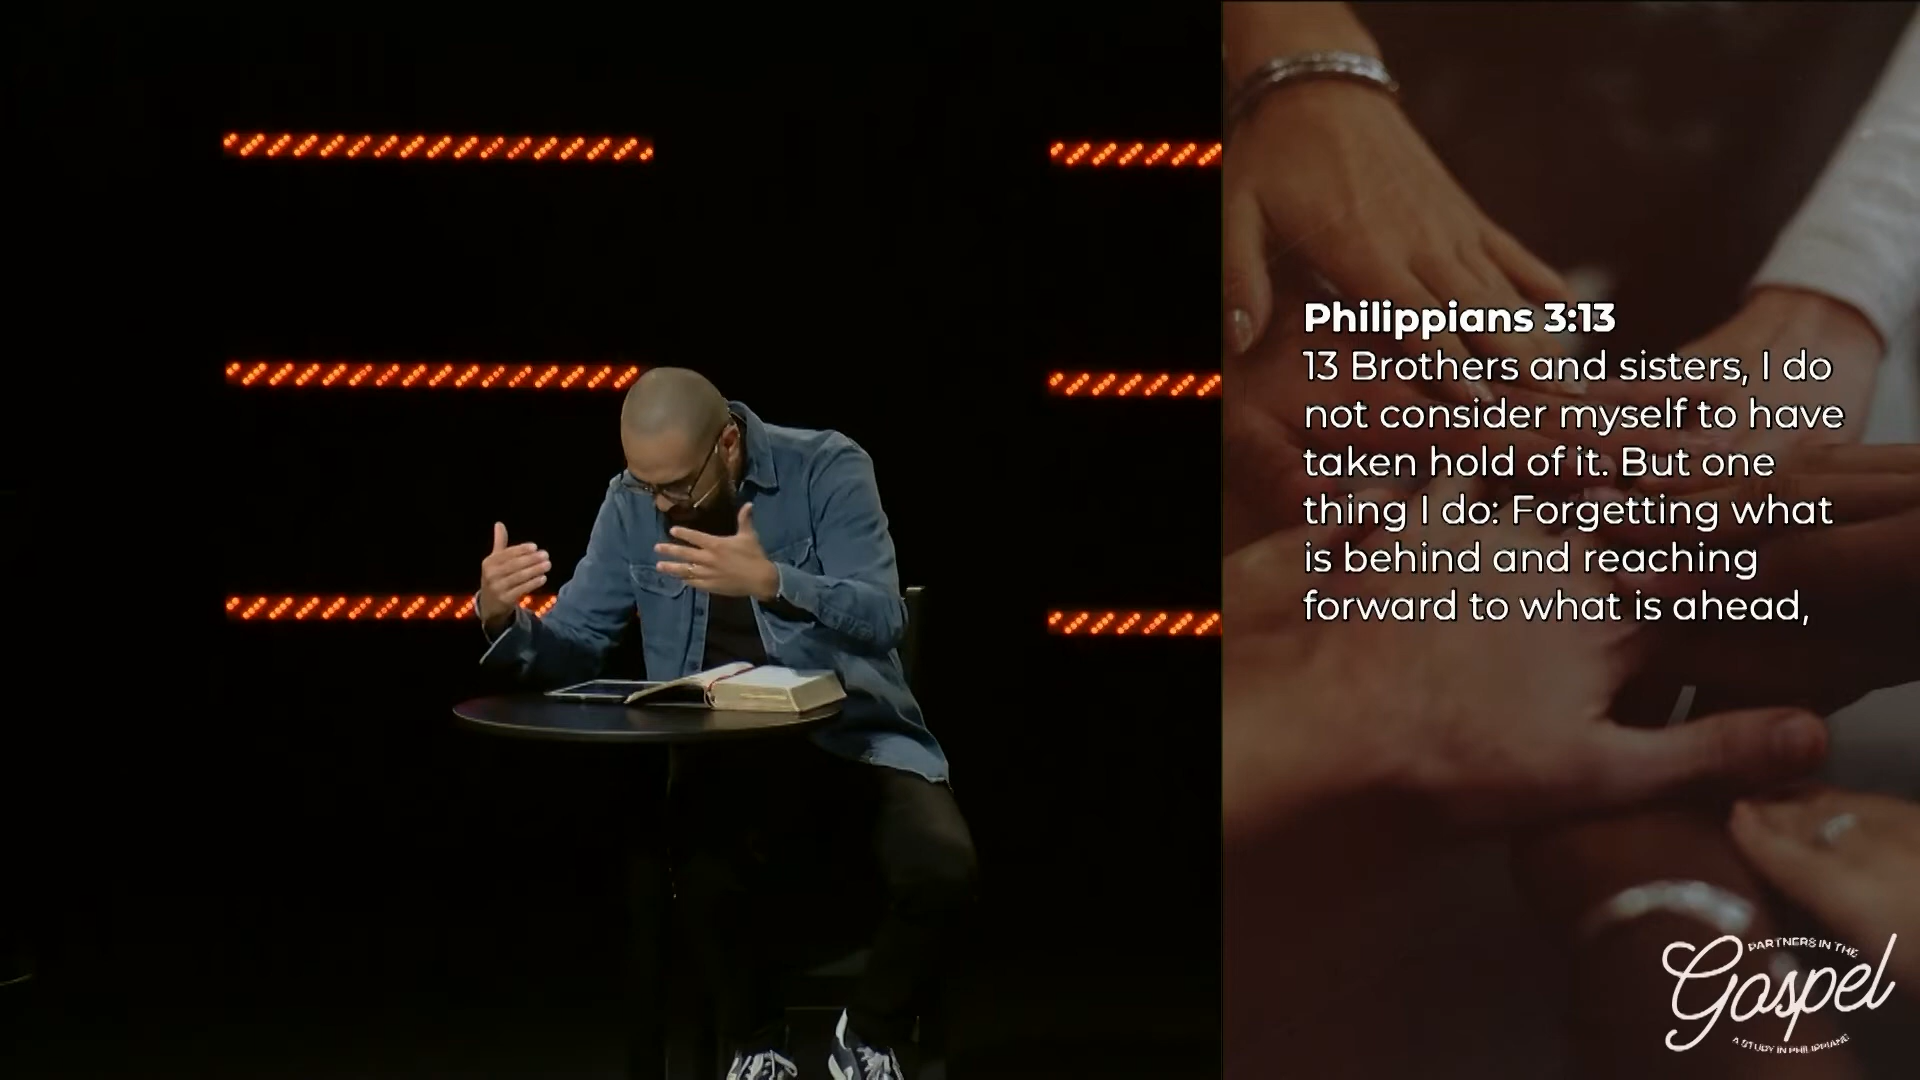 Philippians 3:13
13 Brothers and sisters, I do
not consider myself to have
taken hold of it. But one
thing I do: Forgetting what
is behind and reaching
forward to what is ahead,
PARTNERS IN THE
Gospel
A STUDY IN PHILIPPIANS